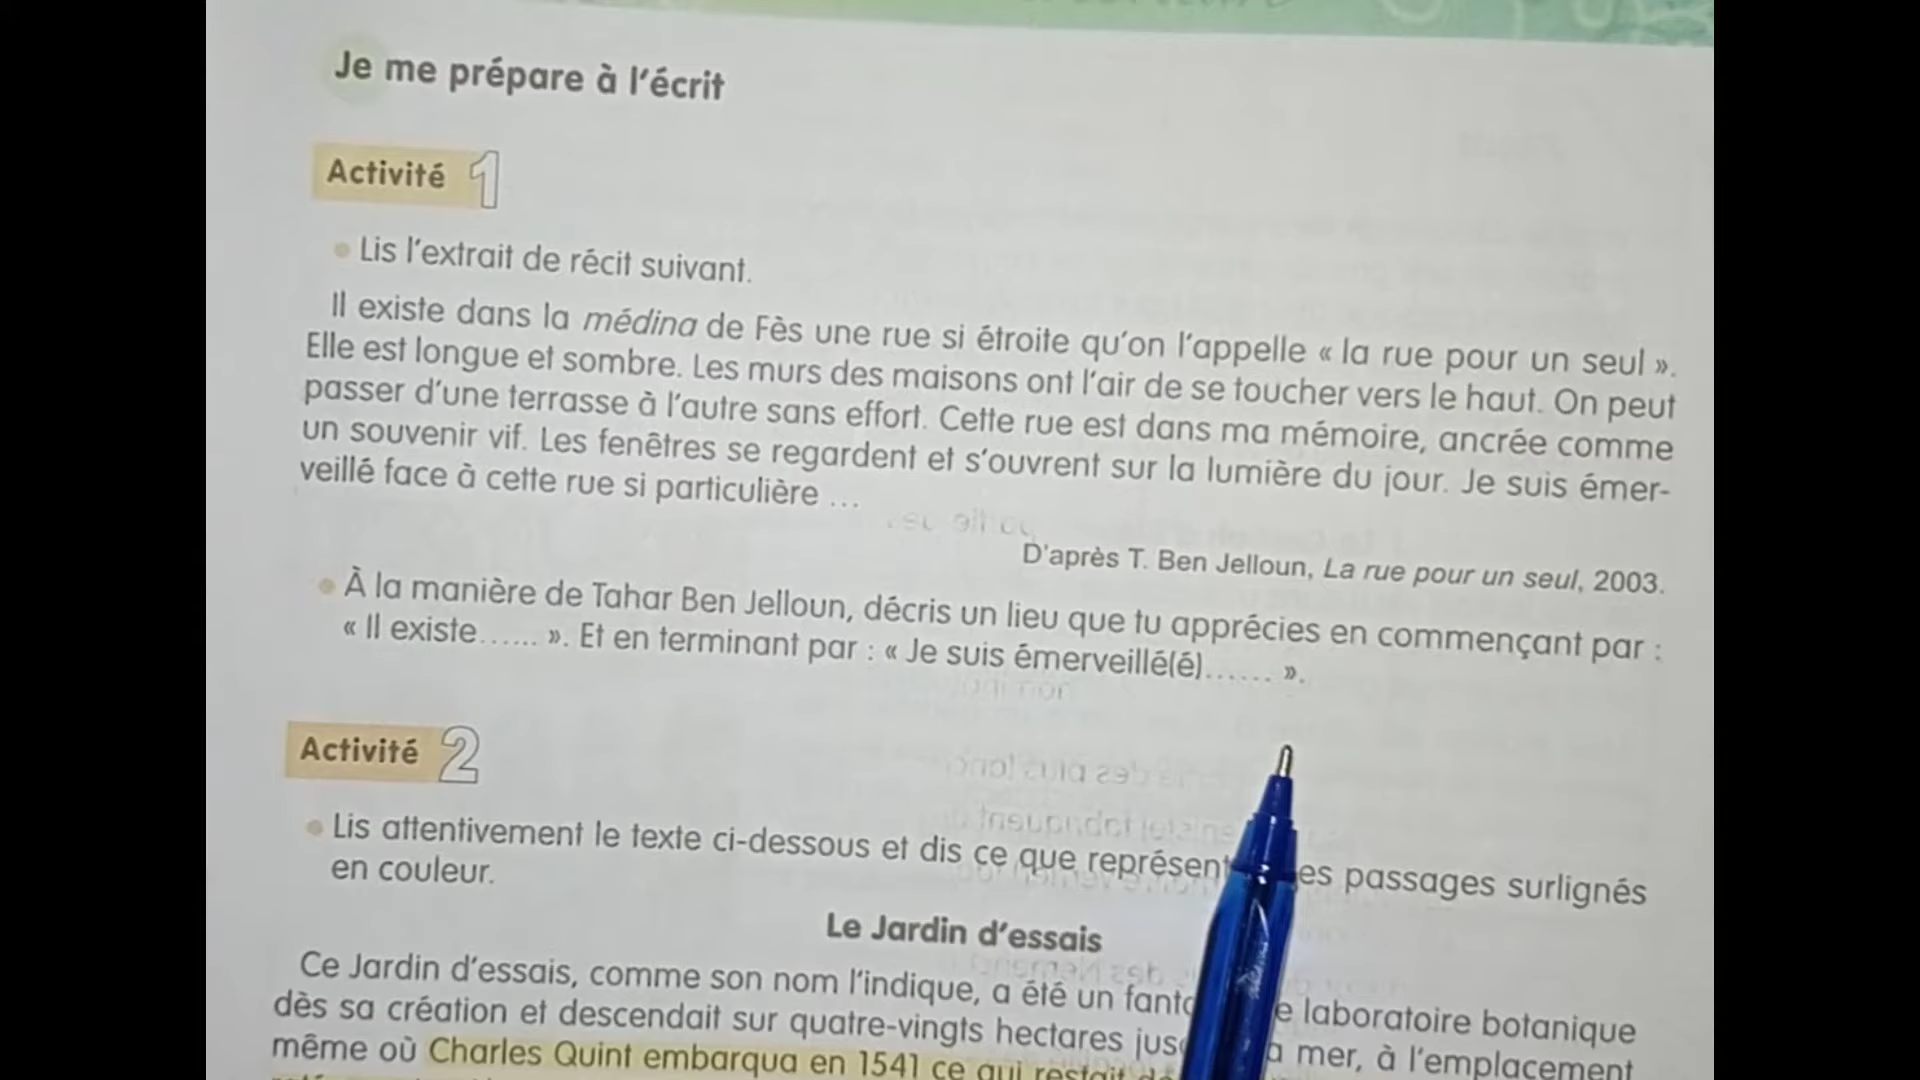 Je me prépare à l'écrit
Activité 1
Lis l'extrait de récit suivant.
Il existe dans la médina de Fès une rue si étroite qu'on l'appelle « la rue pour un seul ».
Elle est longue et sombre. Les murs des maisons ont l'air de se toucher vers le haut. On peut
passer d'une terrasse à l'autre sans effort. Cette rue est dans ma mémoire, ancrée comme
un souvenir vif. Les fenêtres se regardent et s'ouvrent sur la lumière du jour. Je suis émer-
veillé face à cette rue si particulière ...
D'après T. Ben Jelloun, La rue pour un seul, 2003.
À la manière de Tahar Ben Jelloun, décris un lieu que tu apprécies en commençant par :
« Il existe...... ». Et en terminant par : « Je suis émerveillé(é)...... ».
Activité 2
Lis attentivement le texte ci-dessous et dis ce que représent es passages surlignés
en couleur.
Le Jardin d'essais
Ce Jardin d'essais, comme son nom l'indique, a été un laboratoire botanique
dès sa création et descendait sur quatre-vingts hectares mer, à l'emplacement
même où Charles Quint embarqua en 1541 ce qui restait